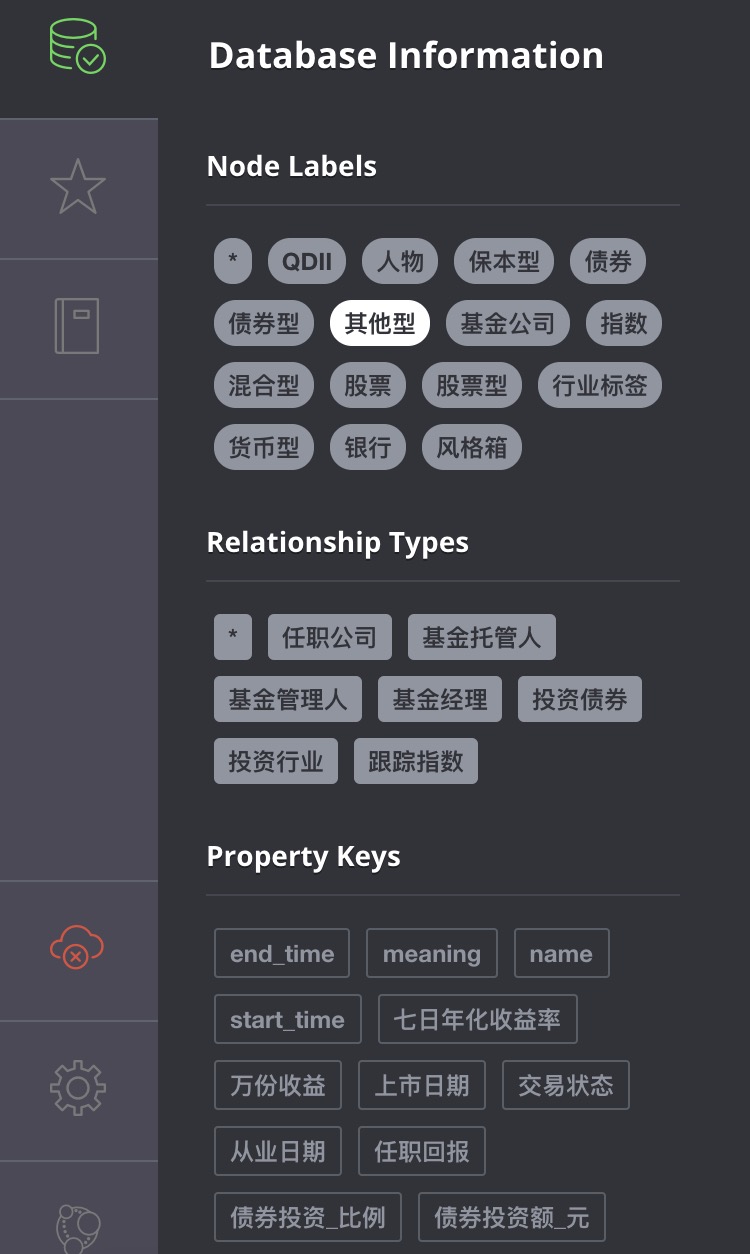 Database Information
Node Labels
* QDII 人物 保本型 债券
债券型 其他型 基金公司 指数
混合型 股票 股票型 行业标签
货币型 银行 风格箱
Relationship Types
* 任职公司 基金托管人
基金管理人 基金经理 投资债券
投资行业 跟踪指数
Property Keys
end_time meaning name
start_time 七日年化收益率
万份收益 上市日期 交易状态
从业日期 任职回报
债券投资_比例 债券投资额_元